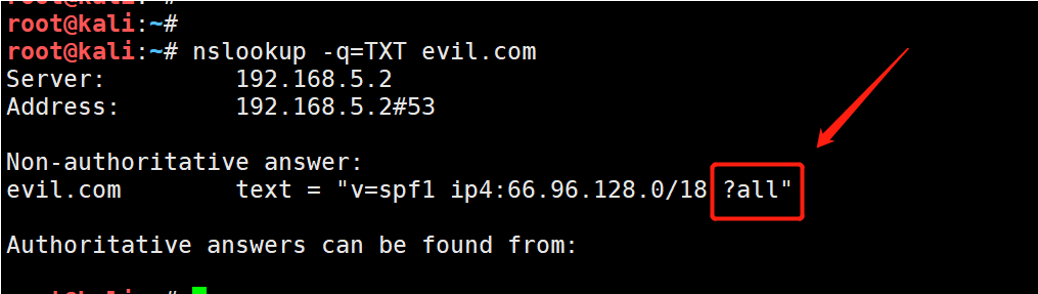 root@kali:~#
root@kali:~# nslookup -q=TXT evil.com
Server: 192.168.5.2
Address: 192.168.5.2#53
Non-authoritative answer:
evil.com text = "v=spf1 ip4:66.96.128.0/18 ?all"
Authoritative answers can be found from:
root@kali:~#